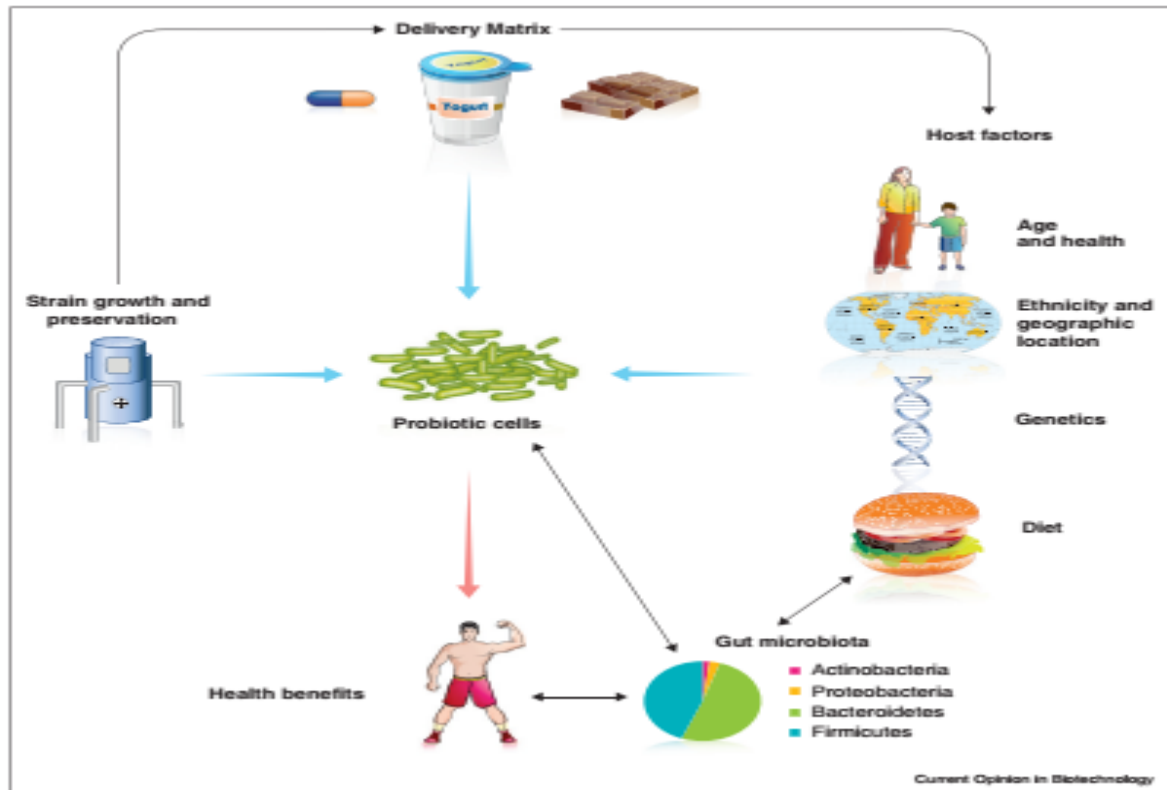 Delivery Matrix
Yogurt
Yogurt
Host factors
Age
and health
Strain growth and
preservation
Ethnicity and
geographic
location
Probiotic cells
Genetics
Diet
Gut microbiota
Actinobacteria
Proteobacteria
Bacteroidetes
Firmicutes
Health benefits
Current Opinion in Biotechnology